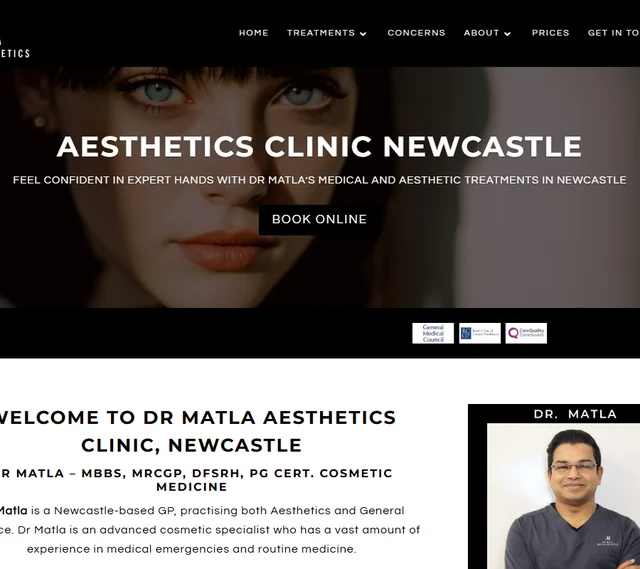 ETICS
HOME TREATMENTS CONCERNS ABOUT PRICES GET IN TO
AESTHETICS CLINIC NEWCASTLE
FEEL CONFIDENT IN EXPERT HANDS WITH DR MATLA'S MEDICAL AND AESTHETIC TREATMENTS IN NEWCASTLE
BOOK ONLINE
General
Medical
Council
CareQuality
Commission
WELCOME TO DR MATLA AESTHETICS
CLINIC, NEWCASTLE
R MATLA – MBBS, MRCGP, DFSRH, PG CERT. COSMETIC
MEDICINE
Matla is a Newcastle-based GP, practising both Aesthetics and General
ce. Dr Matla is an advanced cosmetic specialist who has a vast amount of
experience in medical emergencies and routine medicine.
DR. MATLA